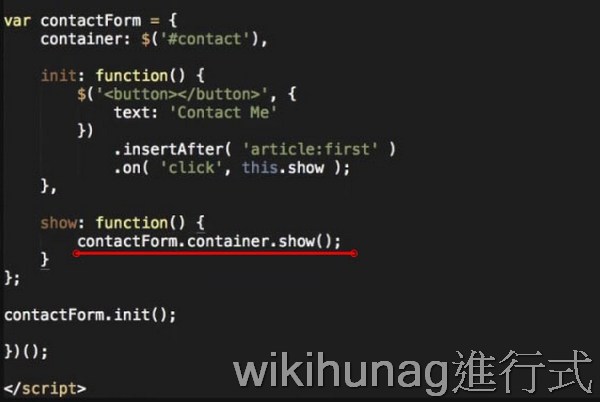 var contactForm = {
container: $('#contact'),
init: function() {
$('<button></button>', {
text: 'Contact Me'
})
.insertAfter( 'article:first' )
.on( 'click', this.show );
},
show: function() {
contactForm.container.show();
}
};
contactForm.init();
})();
</script>
wikihunag進行式